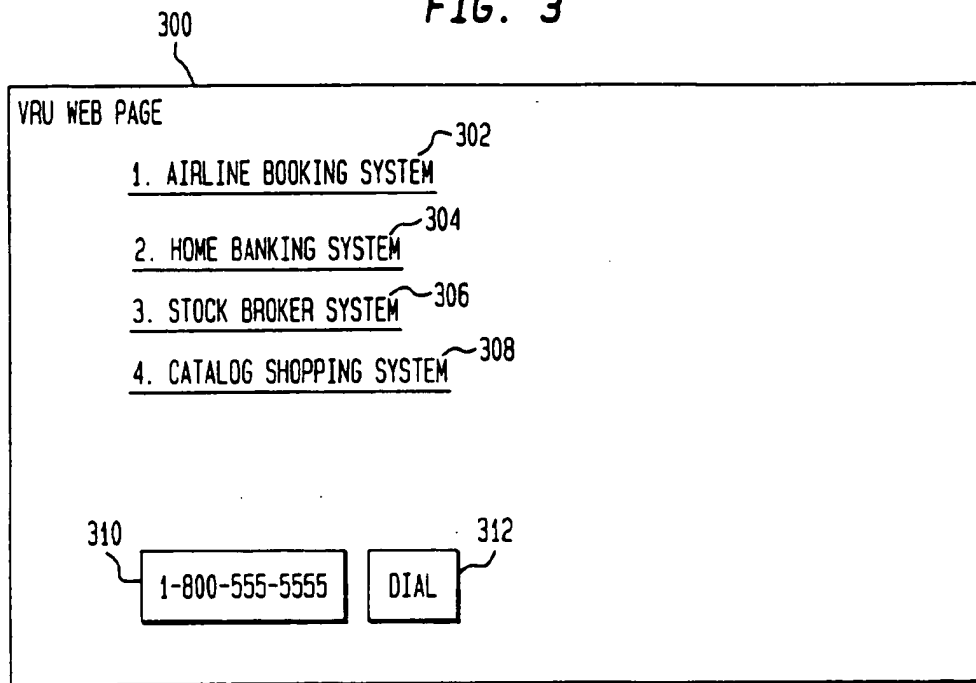 FIG. 3
300
VRU WEB PAGE
302
1. AIRLINE BOOKING SYSTEM
304
2. HOME BANKING SYSTEM
306
3. STOCK BROKER SYSTEM
308
4. CATALOG SHOPPING SYSTEM
310
312
1-800-555-5555
DIAL